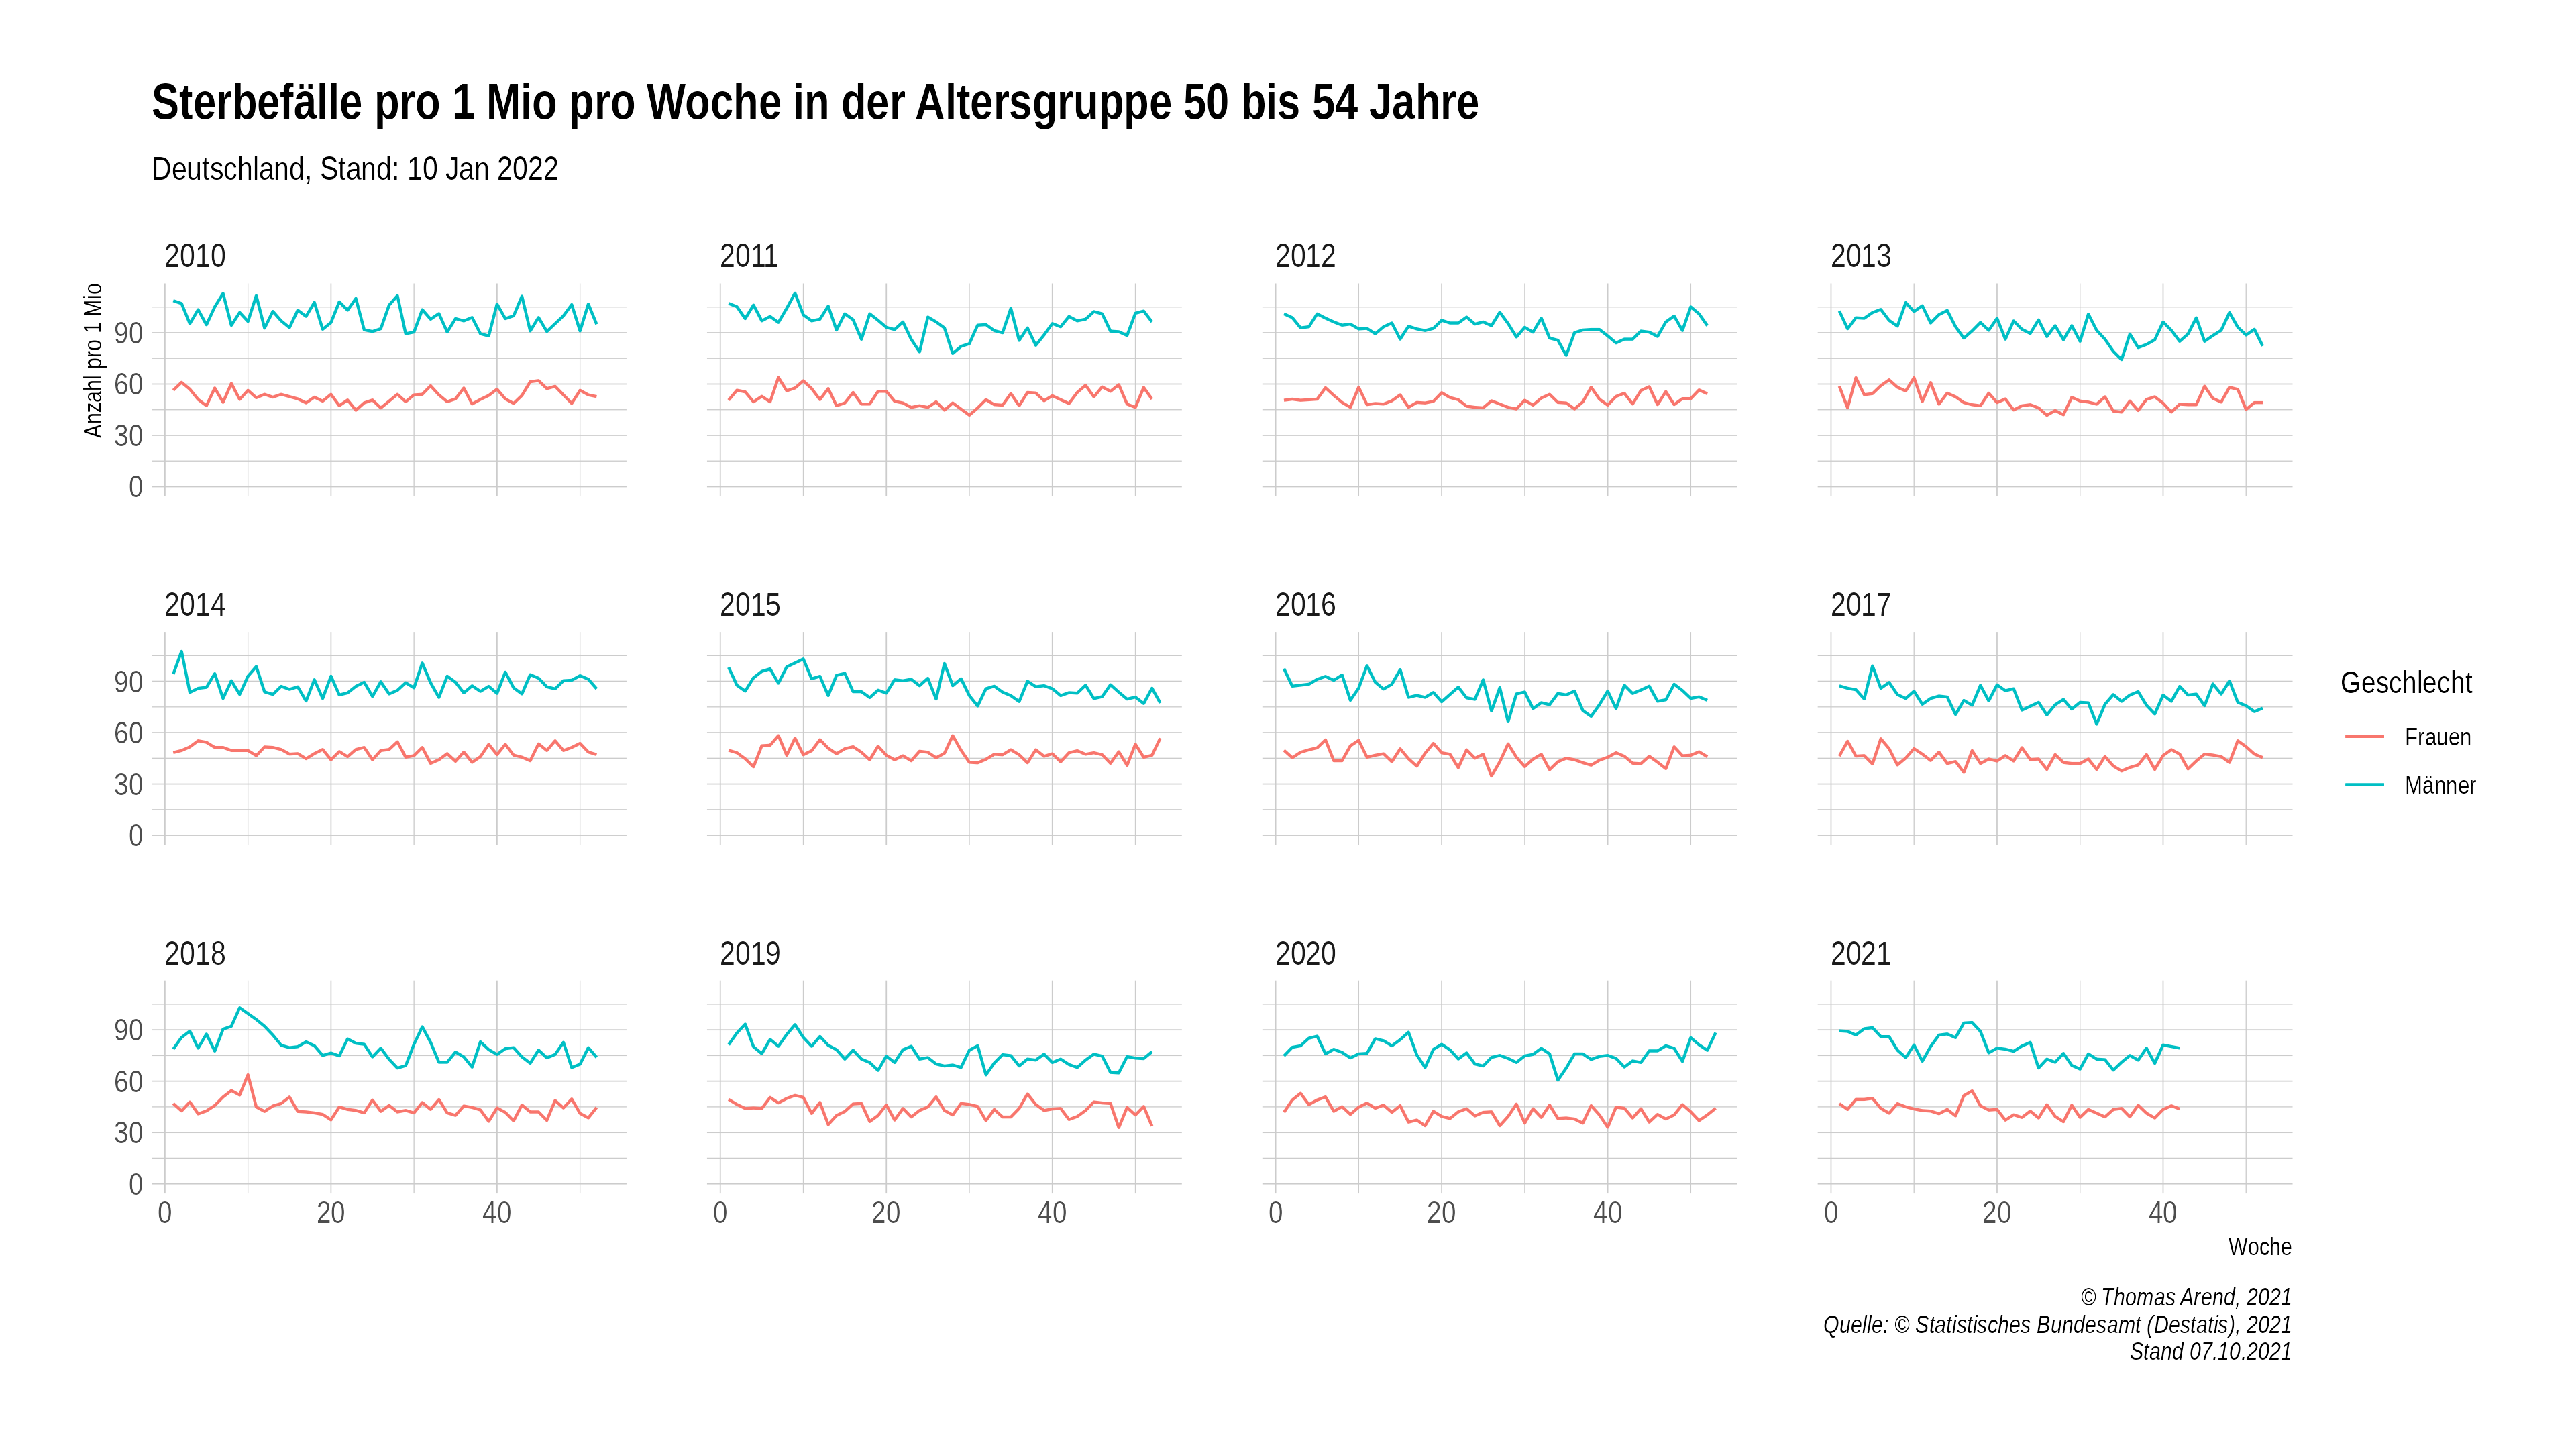 Sterbefälle pro 1 Mio pro Woche in der Altersgruppe 50 bis 54 Jahre
Deutschland, Stand: 10 Jan 2022
2010
2011
2012
2013
Anzahl pro 1 Mio
90
60
30
0
2014
2015
2016
2017
90
60
30
0
Geschlecht
Frauen
Männer
2018
2019
2020
2021
90
60
30
0
0 20 40
0 20 40
0 20 40
0 20 40
Woche
© Thomas Arend, 2021
Quelle: © Statistisches Bundesamt (Destatis), 2021
Stand 07.10.2021